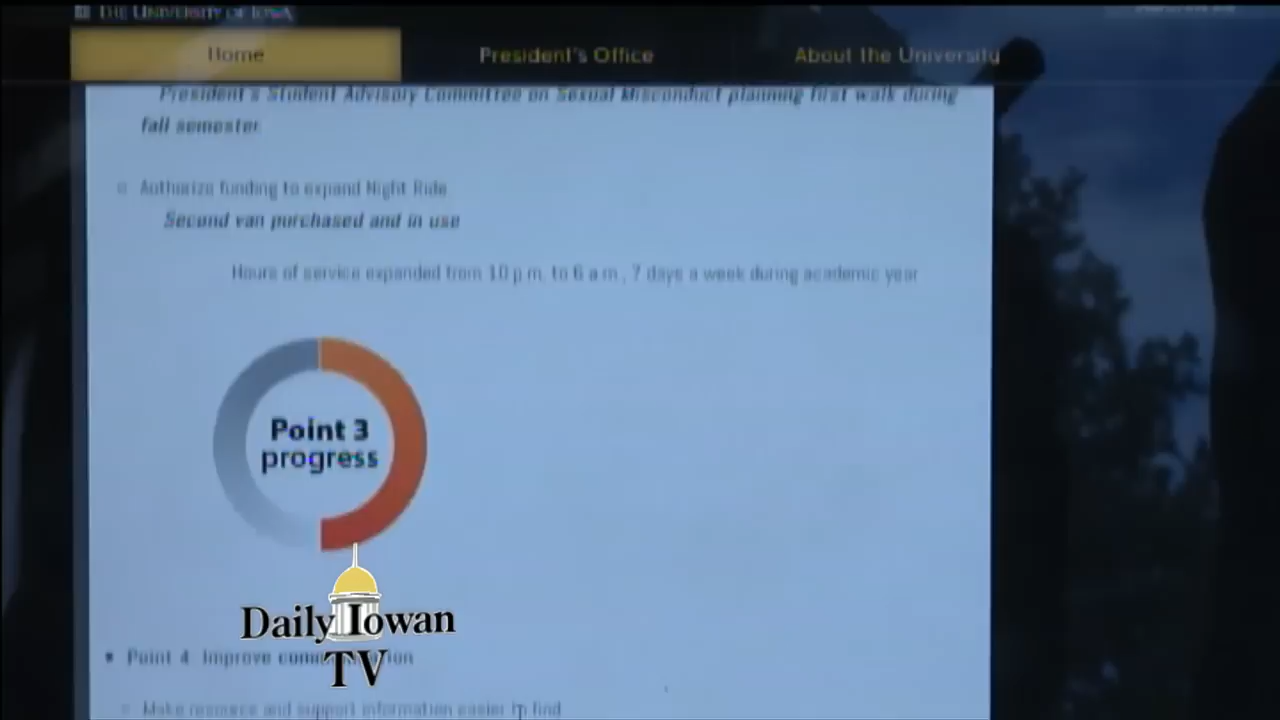 THE UNIVERSITY OF IOWA
Home
President's Office
About the University
President's Student Advisory Committee on Sexual Misconduct planning first walk during
fall semester
Authorize funding to expand Night Ride
Second van purchased and in use
Hours of service expanded from 10 p.m. to 6 a.m., 7 days a week during academic year
Point 3
progress
Daily Iowan
TV
Point 4 Improve communication
Make resource and support information easier to find